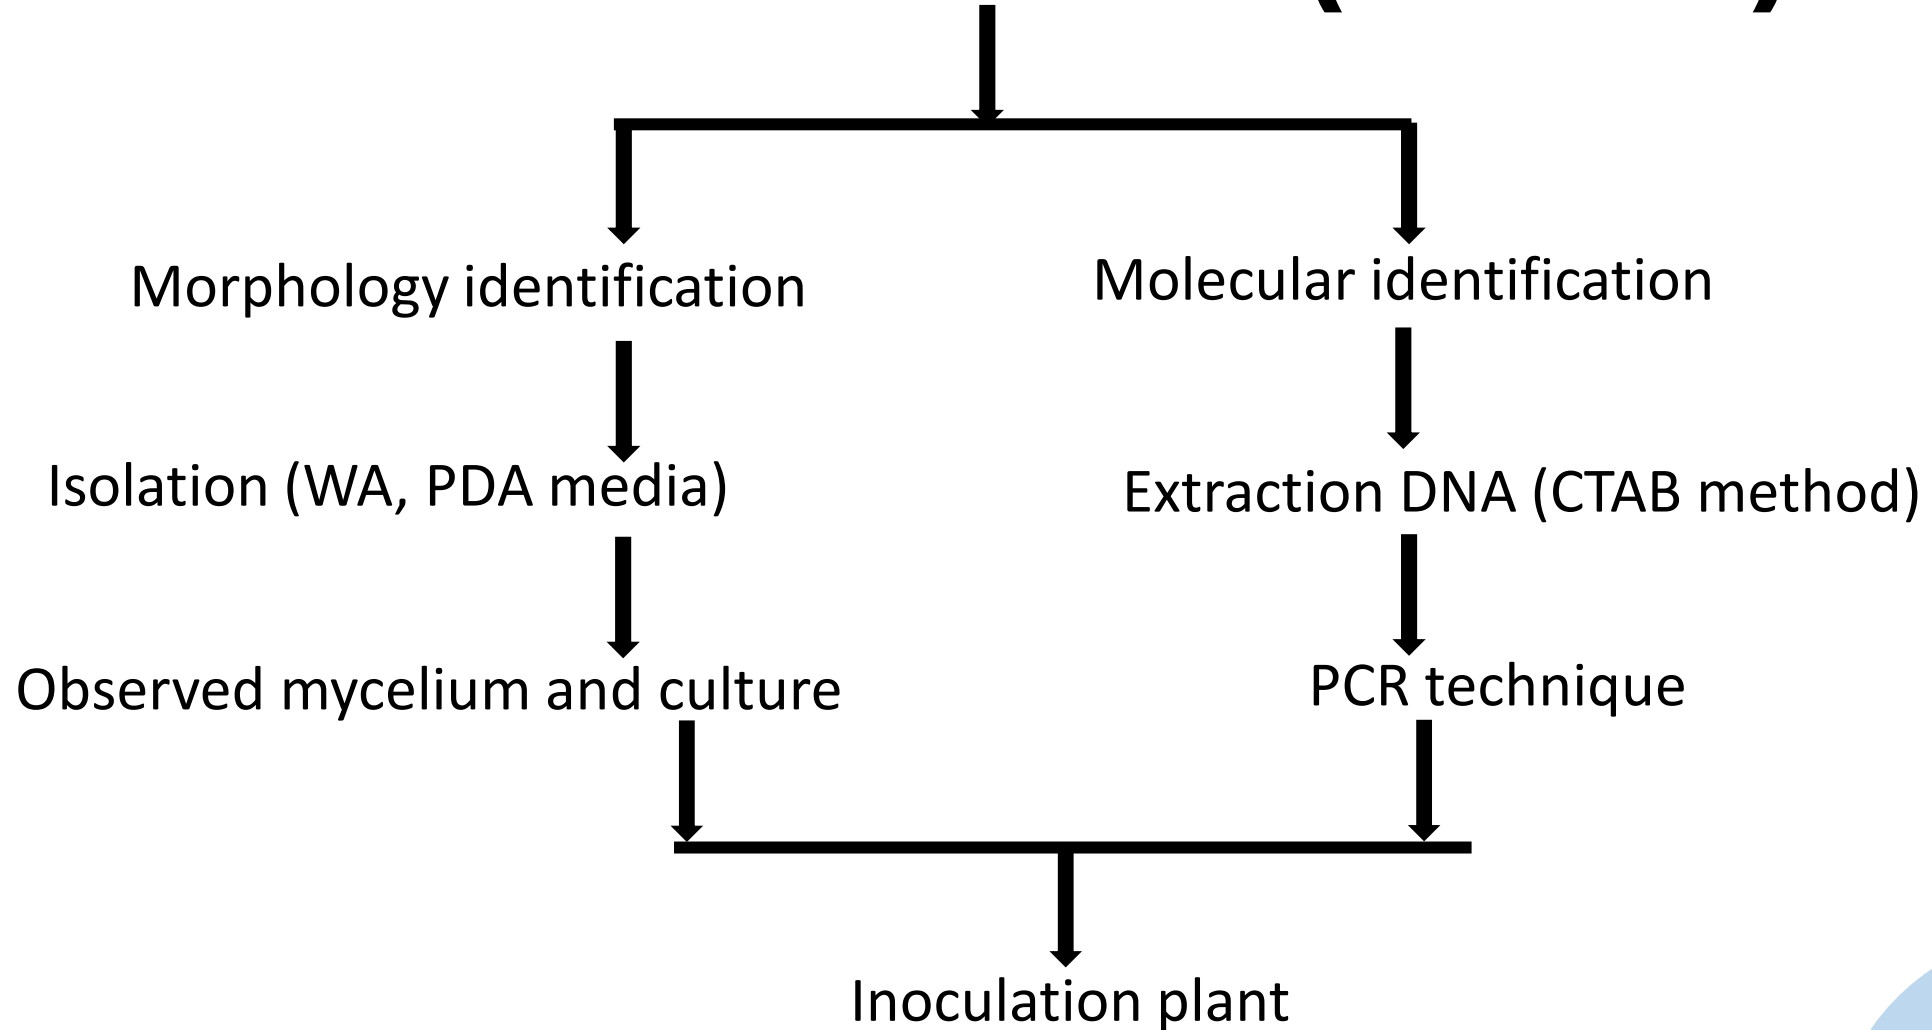 Morphology identification
Molecular identification
Isolation (WA, PDA media)
Extraction DNA (CTAB method)
Observed mycelium and culture
PCR technique
Inoculation plant